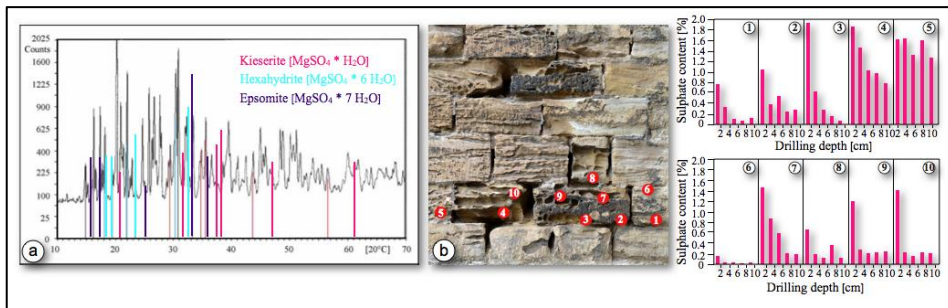 2025
Counts
1600
1225
900
625
400
225
100
25
0
10 20 30 40 50 [20°C] 70
Kieserite [MgSO4 * H2O]
Hexahydrite [MgSO4 * 6 H2O]
Epsomite [MgSO4 * 7 H2O]
a
b
10 9 8 7 6
5 4 3 2 1
Sulphate content [%]
2.0
1.8
1.6
1.4
1.2
1.0
0.8
0.6
0.4
0.2
0
① ② ③ ④ ⑤
2 4 6 8 10 2 4 6 8 10 2 4 6 8 10 2 4 6 8 10 2 4 6 8 10
Drilling depth [cm]
Sulphate content [%]
2.0
1.8
1.6
1.4
1.2
1.0
0.8
0.6
0.4
0.2
0
⑥ ⑦ ⑧ ⑨ ⑩
2 4 6 8 10 2 4 6 8 10 2 4 6 8 10 2 4 6 8 10 2 4 6 8 10
Drilling depth [cm]